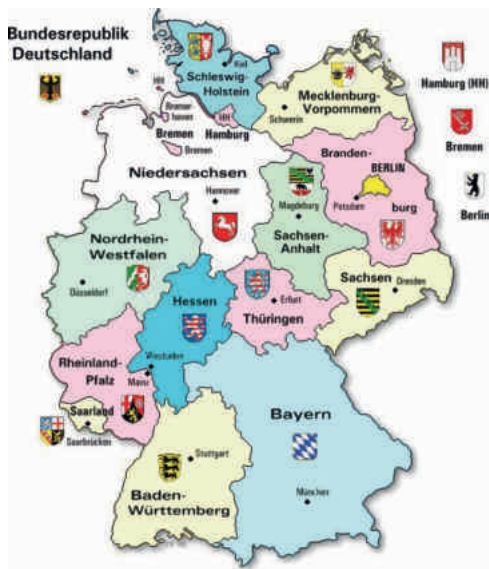 Bundesrepublik
Deutschland
Kiel
Schleswig-
Holstein
HH
Bremer-
haven
Bremen
Bremen
HH
Hamburg
Mecklenburg-
Vorpommern
Schwerin
Hamburg (HH)
Bremen
Berlin
Niedersachsen
Hannover
Branden-
BERLIN
Potsdam
burg
Magdeburg
Sachsen-
Anhalt
Nordrhein-
Westfalen
Düsseldorf
Hessen
Wiesbaden
Sachsen
Dresden
Erfurt
Thüringen
Rheinland-
Pfalz
Mainz
Saarland
Saarbrücken
Bayern
München
Stuttgart
Baden-
Württemberg